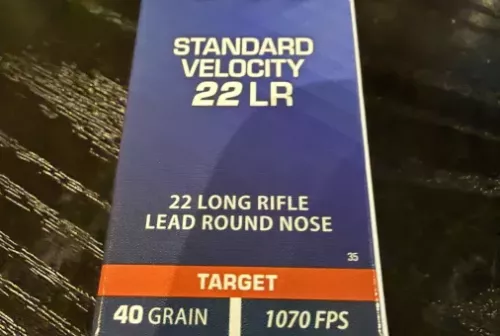 STANDARD
VELOCITY
22 LR
22 LONG RIFLE
LEAD ROUND NOSE
35
TARGET
40 GRAIN 1070 FPS